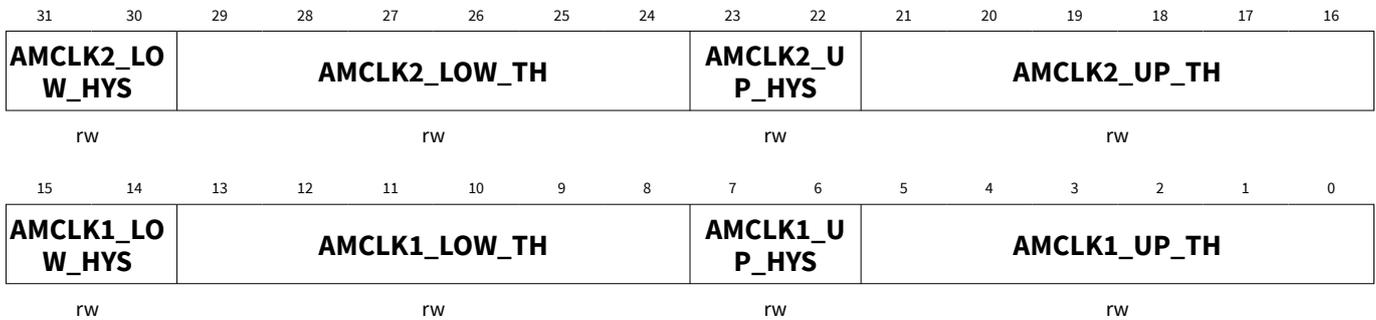 31 30 29 28 27 26 25 24 23 22 21 20 19 18 17 16
AMCLK2_LO
W_HYS
AMCLK2_LOW_TH
AMCLK2_U
P_HYS
AMCLK2_UP_TH
rw rw rw rw
15 14 13 12 11 10 9 8 7 6 5 4 3 2 1 0
AMCLK1_LO
W_HYS
AMCLK1_LOW_TH
AMCLK1_U
P_HYS
AMCLK1_UP_TH
rw rw rw rw